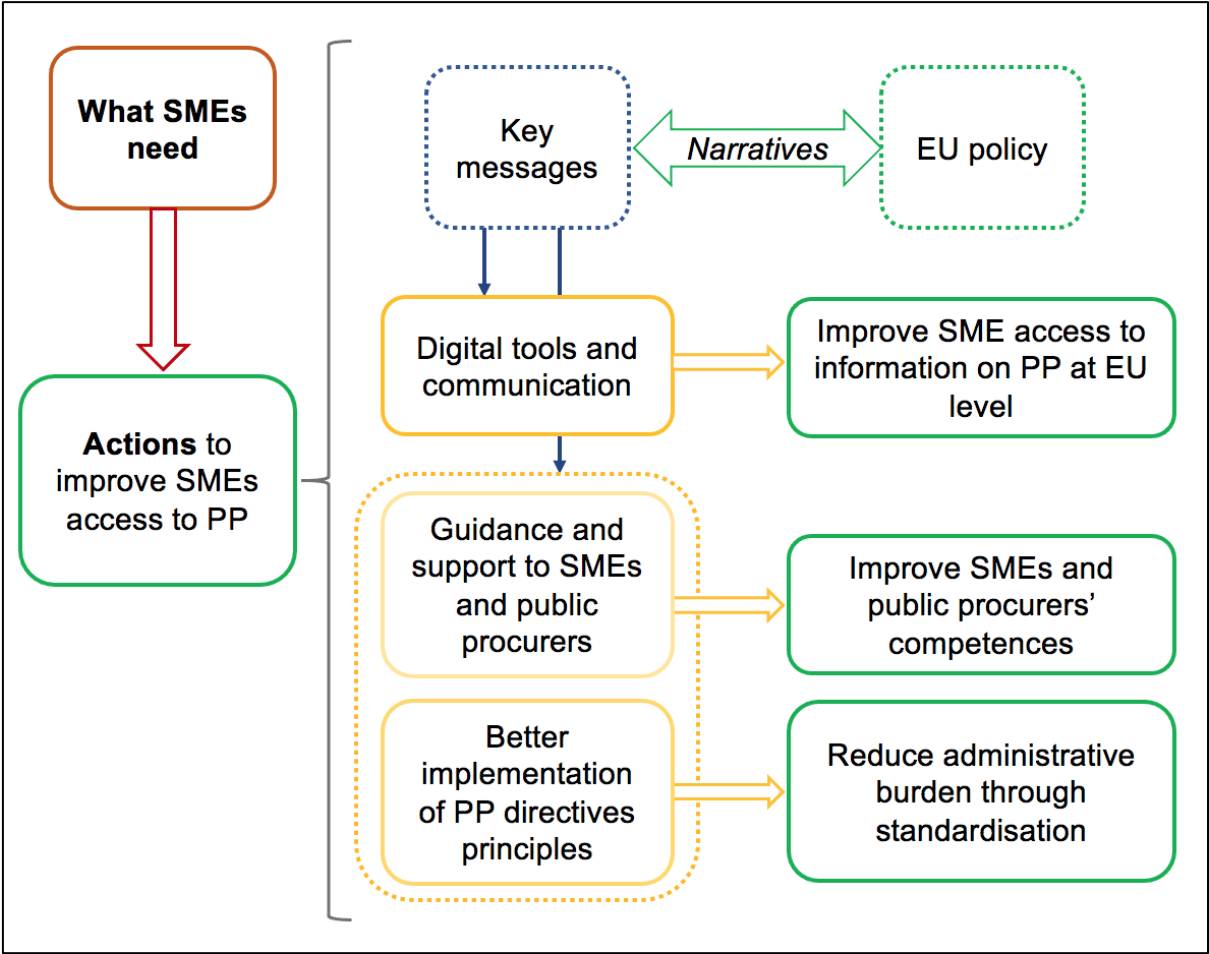 What SMEs
need
Actions to
improve SMEs
access to PP
Key
messages
Narratives
EU policy
Digital tools and
communication
Improve SME access to
information on PP at EU
level
Guidance and
support to SMEs
and public
procurers
Improve SMEs and
public procurers’
competences
Better
implementation
of PP directives
principles
Reduce administrative
burden through
standardisation